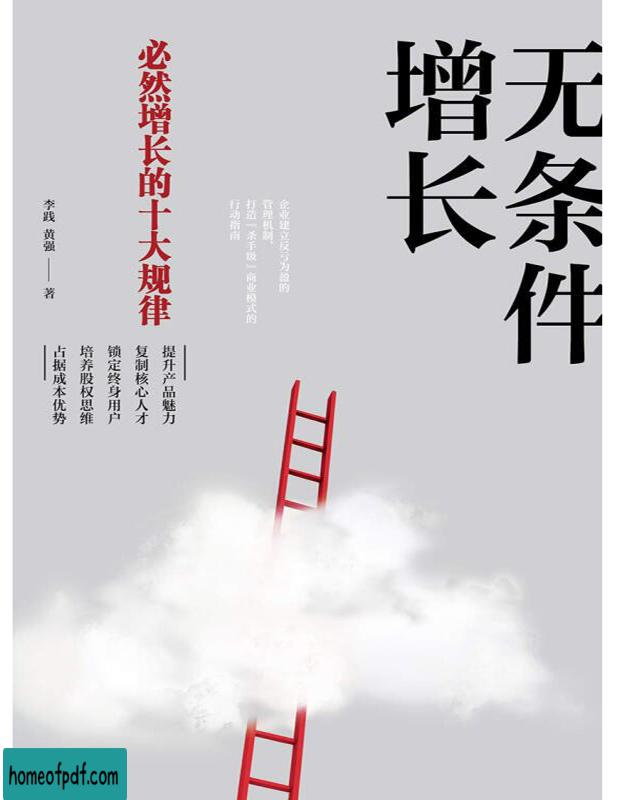 无条件
增长
企业建立反亏为盈的
管理机制、
打造“杀手级”商业模式的
行动指南
必然增长的十大规律
李践 黄强——著
提升产品魅力
复制核心人才
锁定终身用户
培养股权思维
占据成本优势
homeofpdf.com